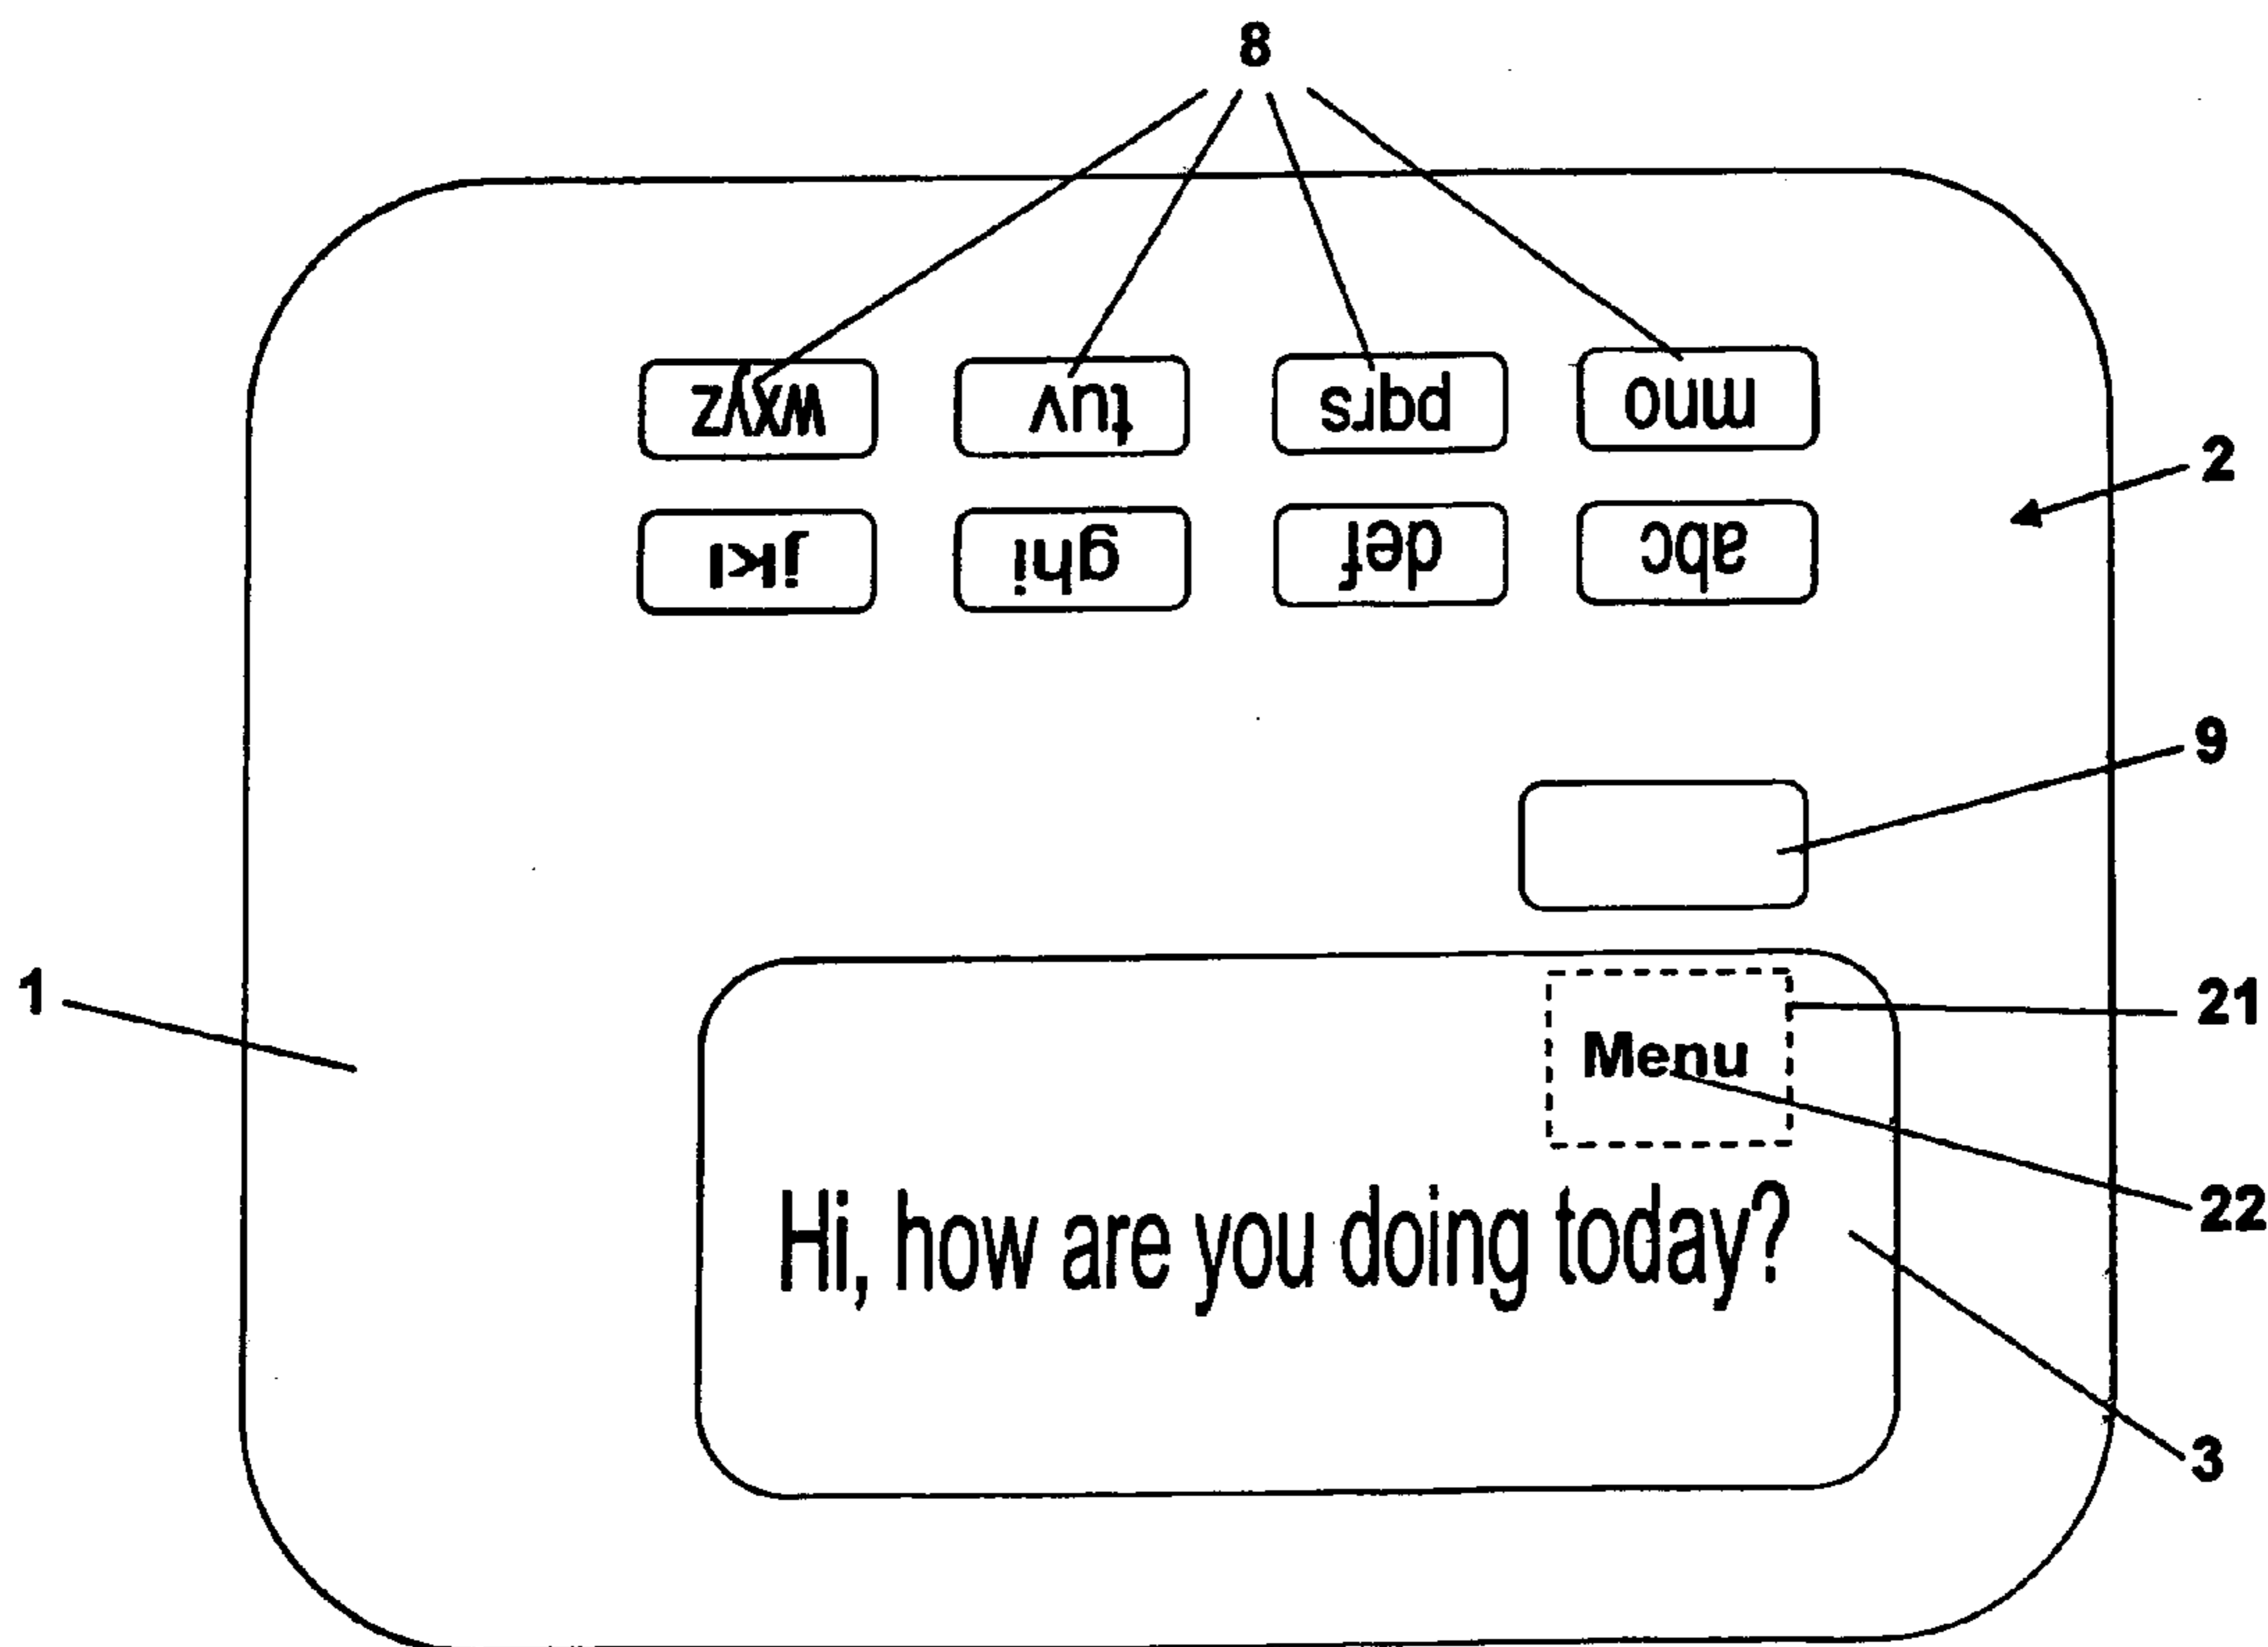 8
wxyz tuv pqrs mno
2
jkl ghi def abc
9
1
21
Menu
22
Hi, how are you doing today?
3